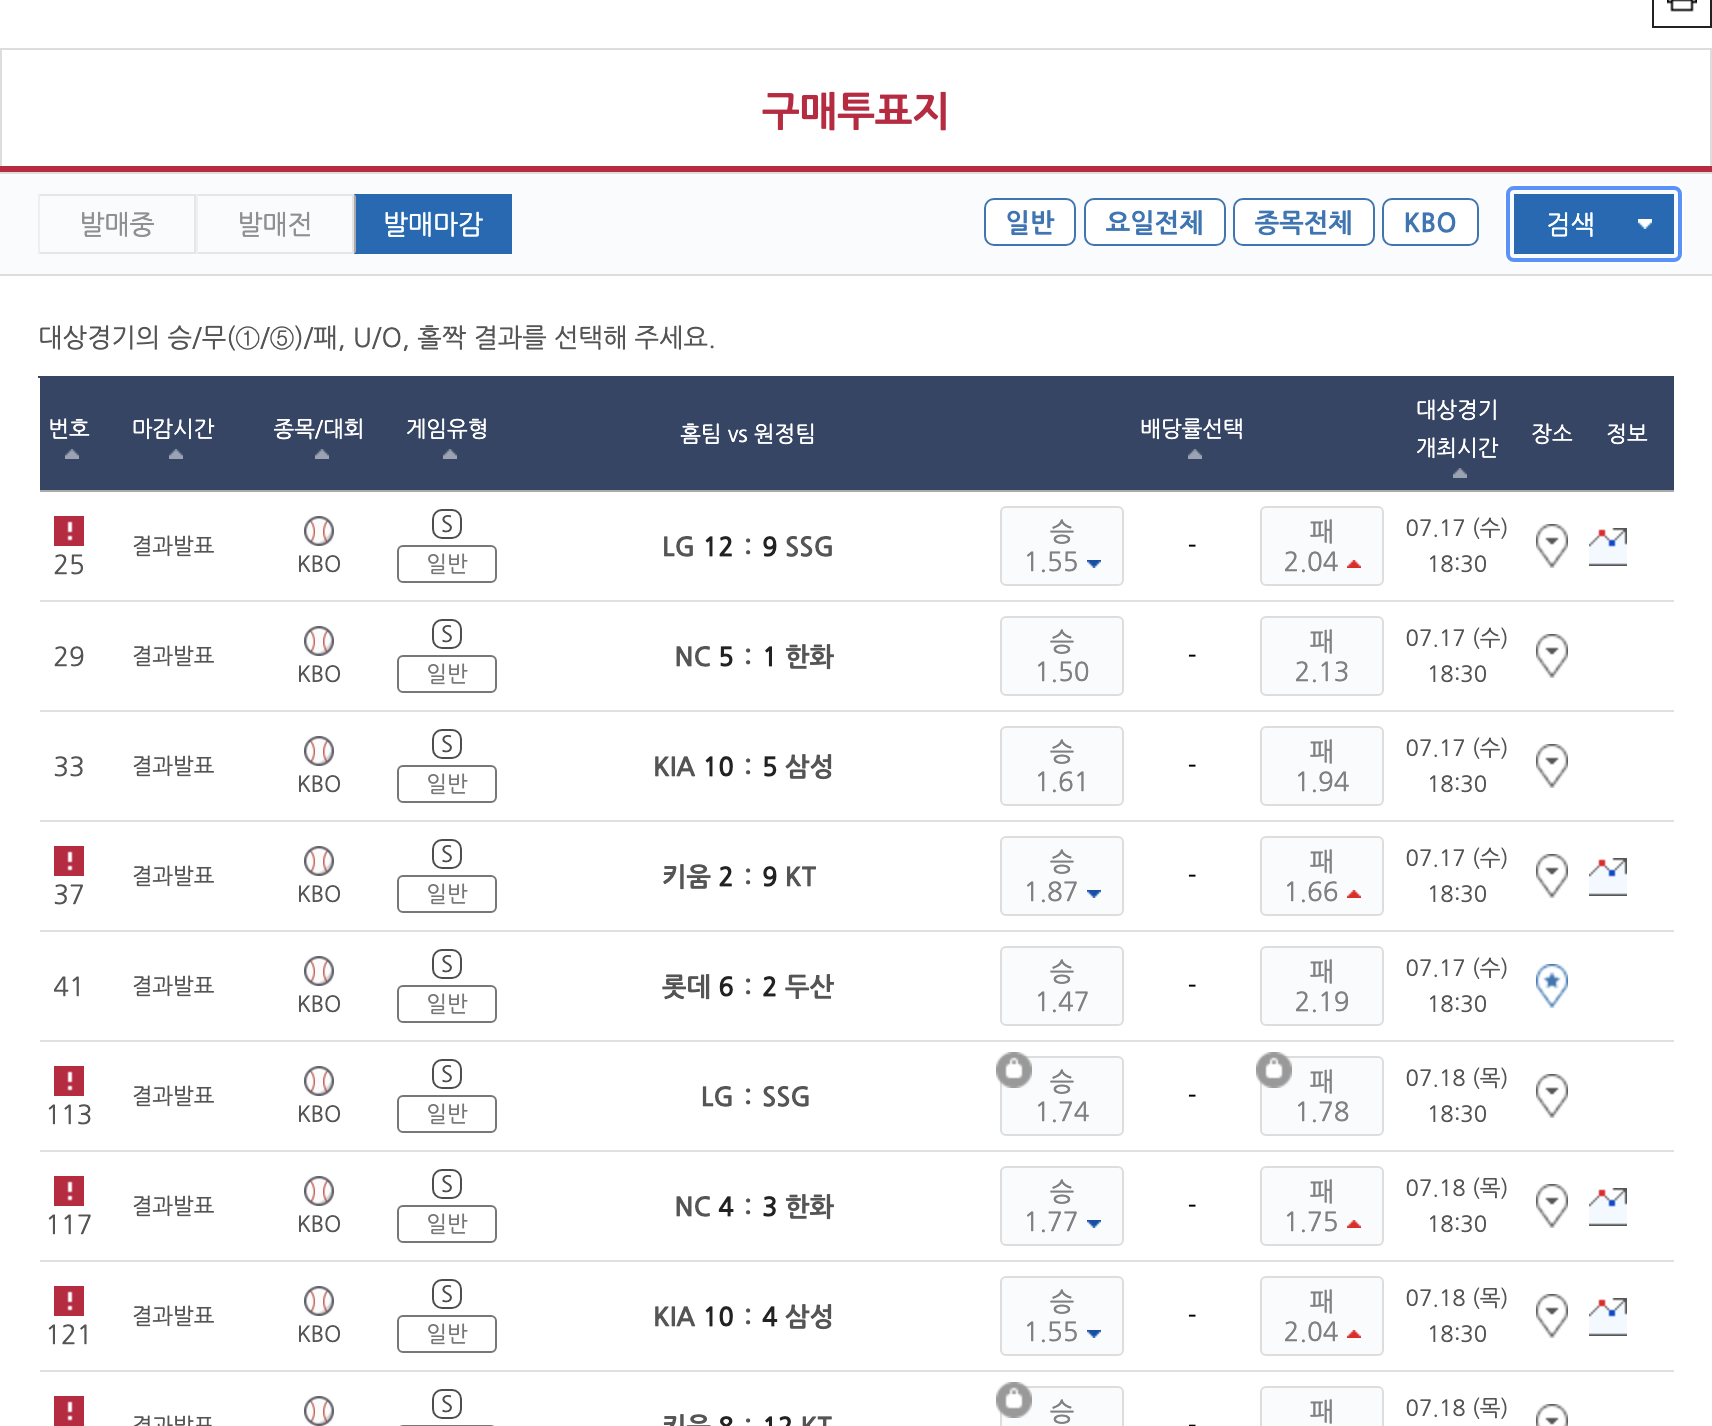 구매투표지
발매중 발매전 발매마감 일반 요일전체 종목전체 KBO 검색
대상경기의 승/무(①/⑤)/패, U/O, 홀짝 결과를 선택해 주세요.
번호 마감시간 종목/대회 게임유형 홈팀 vs 원정팀 배당률선택 대상경기 개최시간 장소 정보
25 결과발표 KBO S 일반 LG 12 : 9 SSG 승 1.55 - 패 2.04 07.17 (수) 18:30
29 결과발표 KBO S 일반 NC 5 : 1 한화 승 1.50 - 패 2.13 07.17 (수) 18:30
33 결과발표 KBO S 일반 KIA 10 : 5 삼성 승 1.61 - 패 1.94 07.17 (수) 18:30
37 결과발표 KBO S 일반 키움 2 : 9 KT 승 1.87 - 패 1.66 07.17 (수) 18:30
41 결과발표 KBO S 일반 롯데 6 : 2 두산 승 1.47 - 패 2.19 07.17 (수) 18:30
113 결과발표 KBO S 일반 LG : SSG 승 1.74 - 패 1.78 07.18 (목) 18:30
117 결과발표 KBO S 일반 NC 4 : 3 한화 승 1.77 - 패 1.75 07.18 (목) 18:30
121 결과발표 KBO S 일반 KIA 10 : 4 삼성 승 1.55 - 패 2.04 07.18 (목) 18:30
결과발표 S 키움 8 : 12 KT 승 - 패 07.18 (목)